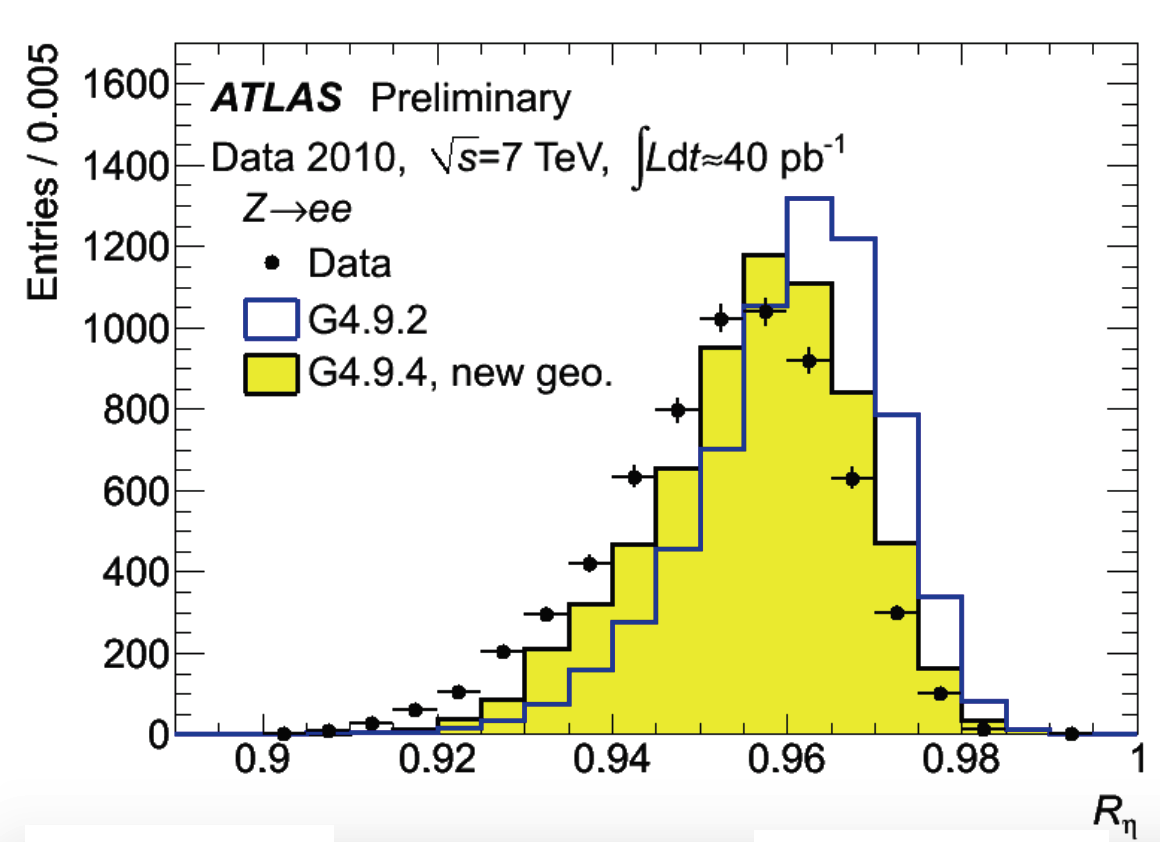 Entries / 0.005
1600
1400
1200
1000
800
600
400
200
0
ATLAS Preliminary
Data 2010, √s=7 TeV, ∫Ldt≈40 pb⁻¹
Z→ee
Data
G4.9.2
G4.9.4, new geo.
0.9 0.92 0.94 0.96 0.98 1
Rη